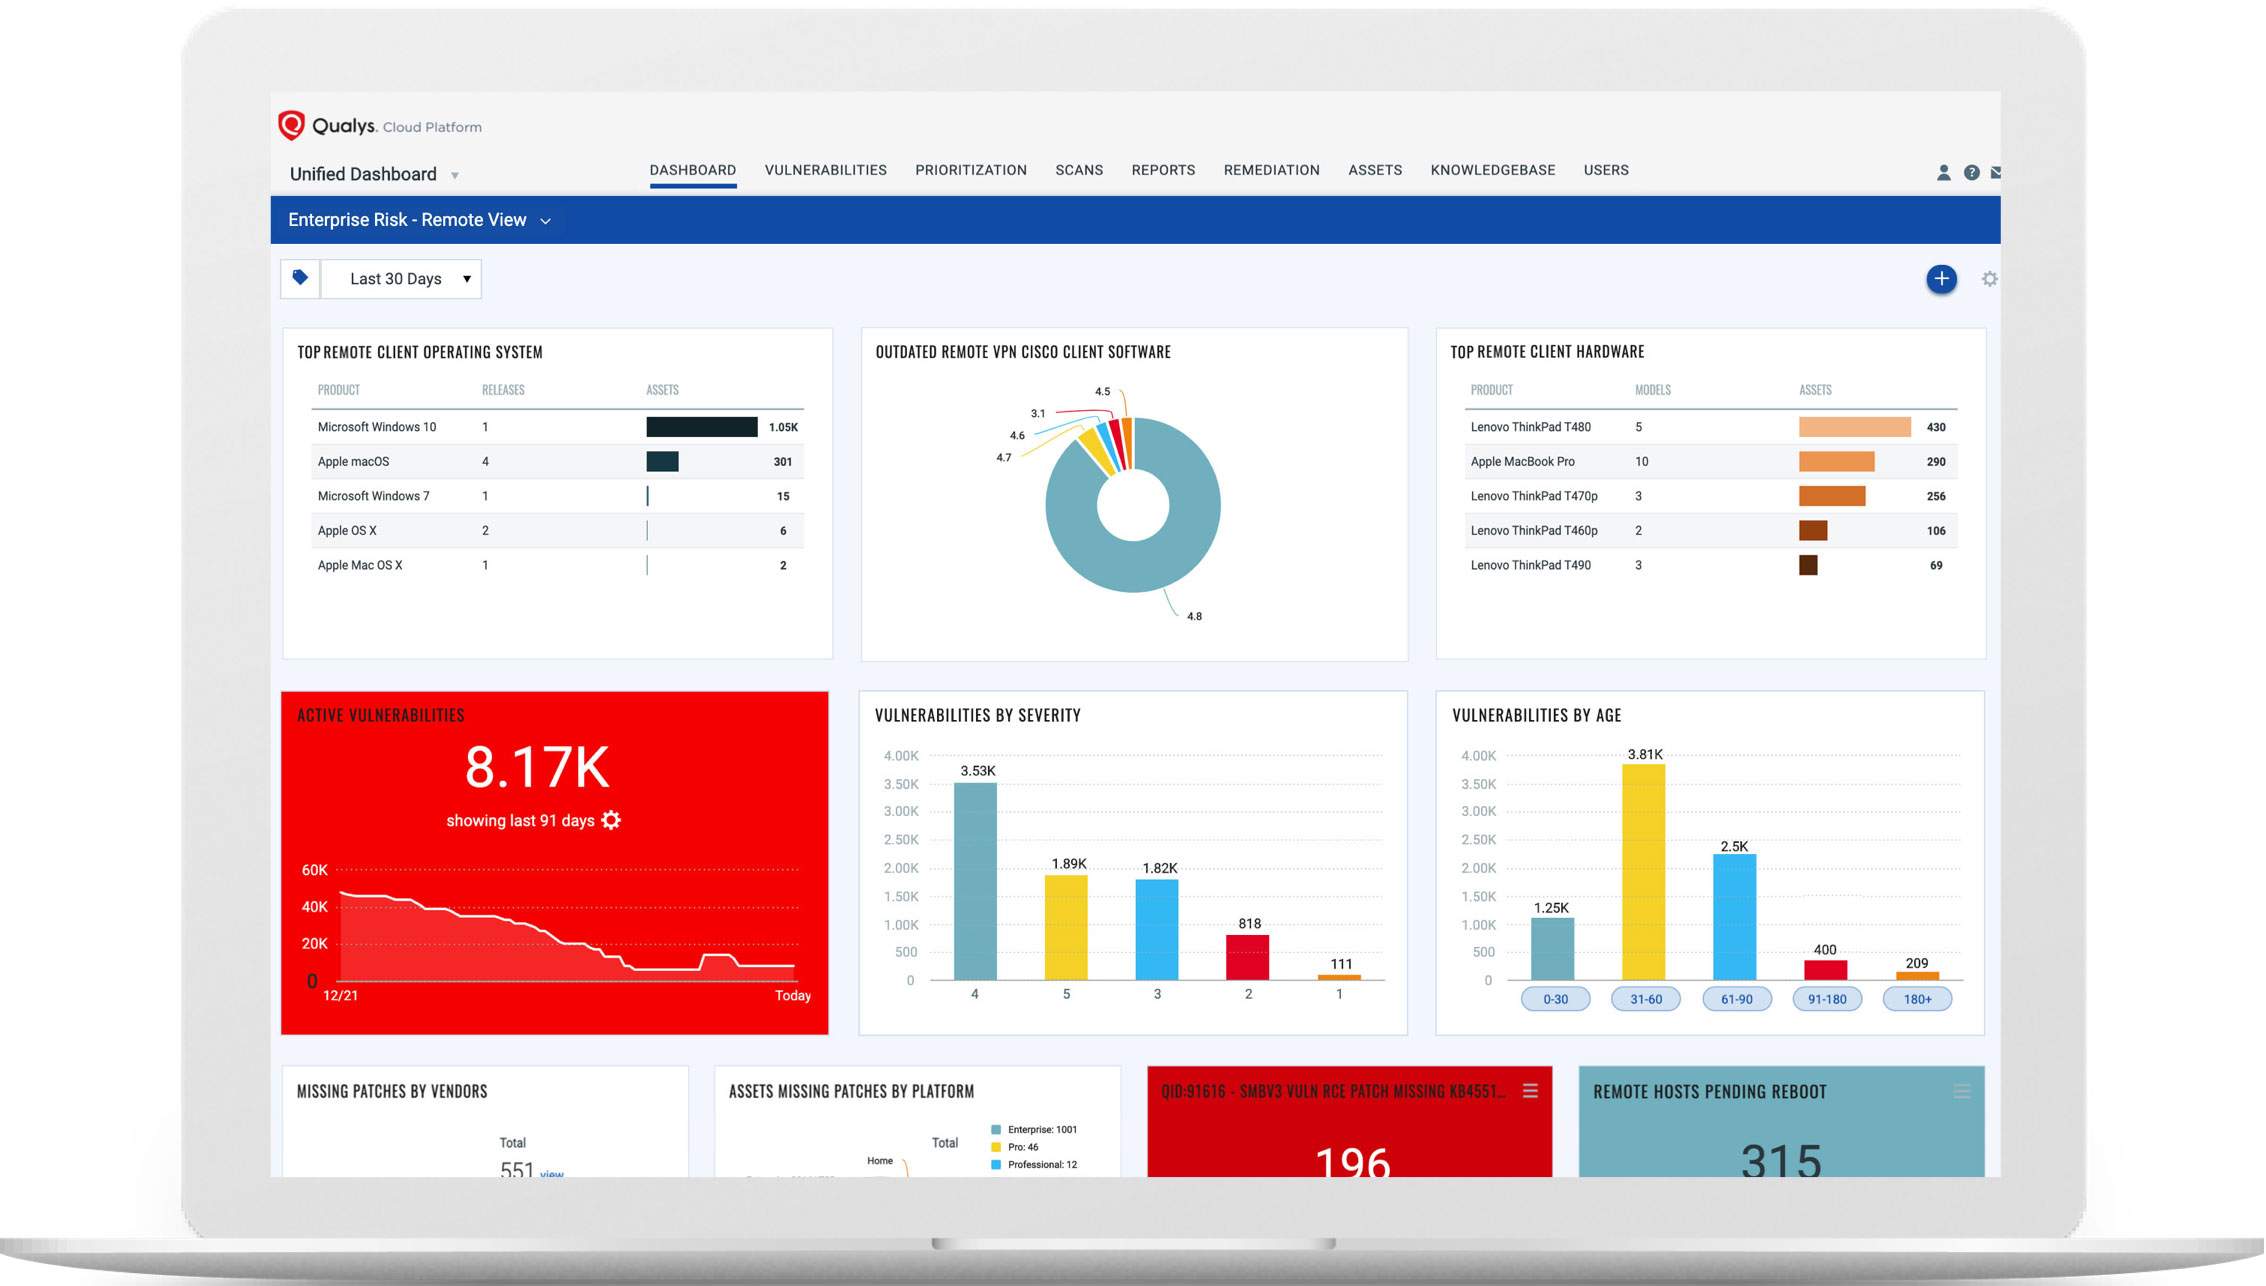 Qualys. Cloud Platform
Unified Dashboard
DASHBOARD VULNERABILITIES PRIORITIZATION SCANS REPORTS REMEDIATION ASSETS KNOWLEDGEBASE USERS
Enterprise Risk - Remote View
Last 30 Days
TOP REMOTE CLIENT OPERATING SYSTEM
PRODUCT RELEASES ASSETS
Microsoft Windows 10 1 1.05K
Apple macOS 4 301
Microsoft Windows 7 1 15
Apple OS X 2 6
Apple Mac OS X 1 2
OUTDATED REMOTE VPN CISCO CLIENT SOFTWARE
4.5
3.1
4.6
4.7
4.8
TOP REMOTE CLIENT HARDWARE
PRODUCT MODELS ASSETS
Lenovo ThinkPad T480 5 430
Apple MacBook Pro 10 290
Lenovo ThinkPad T470p 3 256
Lenovo ThinkPad T460p 2 106
Lenovo ThinkPad T490 3 69
ACTIVE VULNERABILITIES
8.17K
showing last 91 days
60K
40K
20K
0
12/21 Today
VULNERABILITIES BY SEVERITY
4.00K
3.50K
3.00K
2.50K
2.00K
1.50K
1.00K
500
0
3.53K
1.89K
1.82K
818
111
4 5 3 2 1
VULNERABILITIES BY AGE
4.00K
3.50K
3.00K
2.50K
2.00K
1.50K
1.00K
500
0
1.25K
3.81K
2.5K
400
209
0-30 31-60 61-90 91-180 180+
MISSING PATCHES BY VENDORS
Total
551 view
ASSETS MISSING PATCHES BY PLATFORM
Total
Home
Enterprise: 1001
Pro: 46
Professional: 12
QID:91616 - SMBV3 VULN RCE PATCH MISSING KB4551...
196
REMOTE HOSTS PENDING REBOOT
315